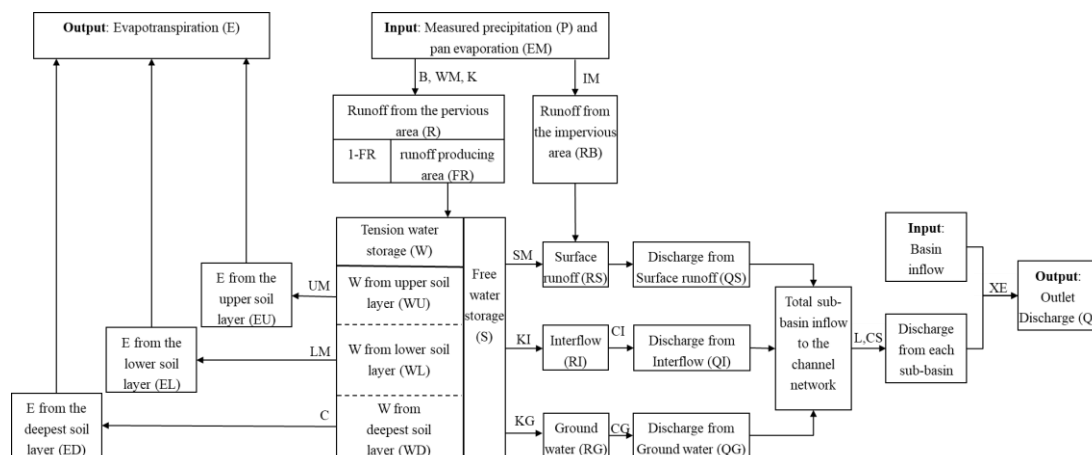 Output: Evapotranspiration (E)
Input: Measured precipitation (P) and
pan evaporation (EM)
B, WM, K
IM
Runoff from the pervious
area (R)
1-FR
runoff producing
area (FR)
Runoff from
the impervious
area (RB)
Tension water
storage (W)
Free
water
storage
(S)
W from upper soil
layer (WU)
W from lower soil
layer (WL)
W from
deepest soil
layer (WD)
UM
LM
C
E from the
upper soil
layer (EU)
E from the
lower soil
layer (EL)
E from the
deepest soil
layer (ED)
SM
Surface
runoff (RS)
Discharge from
Surface runoff (QS)
KI
Interflow
(RI)
CI
Discharge from
Interflow (QI)
KG
Ground
water (RG)
CG
Discharge from
Ground water (QG)
Total sub-
basin inflow
to the
channel
network
L,CS
Discharge
from each
sub-basin
Input:
Basin
inflow
XE
Output:
Outlet
Discharge (Q